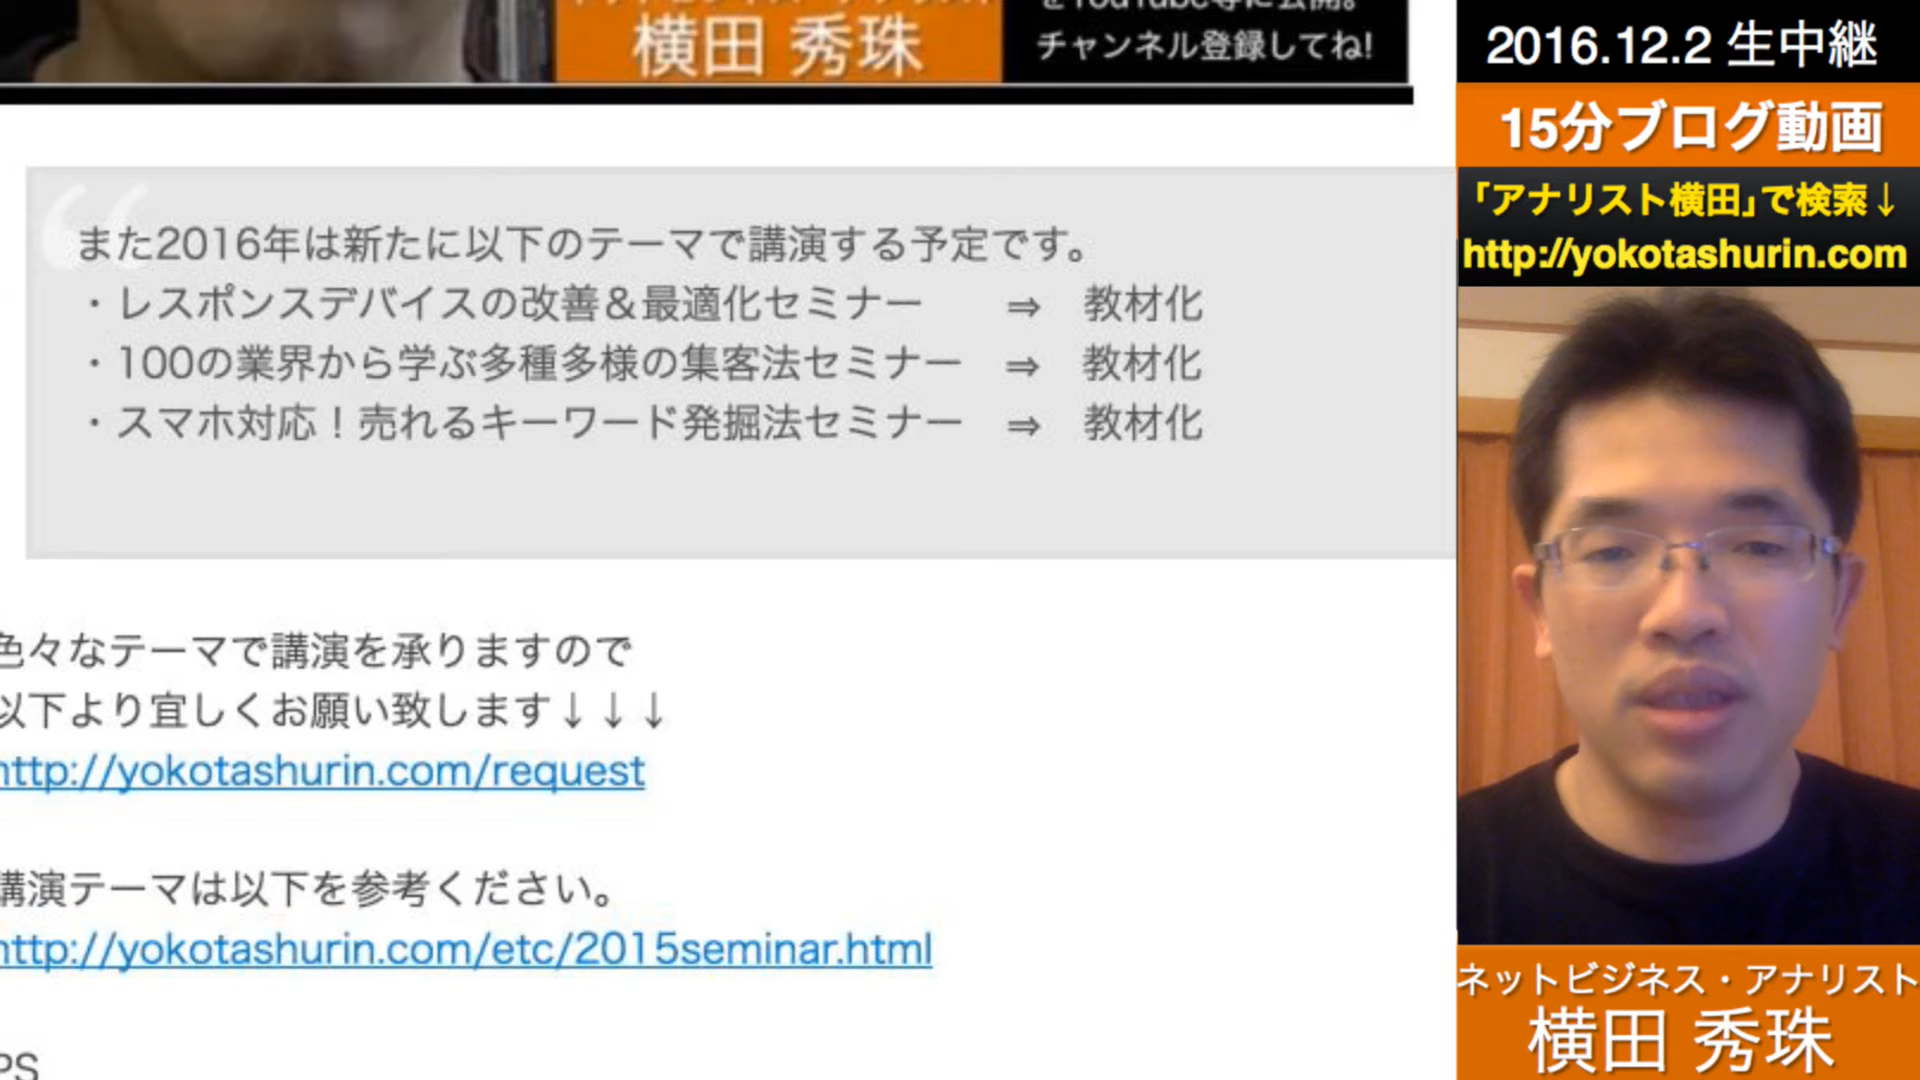 横田 秀珠
チャンネル登録してね!
また2016年は新たに以下のテーマで講演する予定です。
・レスポンスデバイスの改善＆最適化セミナー　　⇒　教材化
・100の業界から学ぶ多種多様の集客法セミナー　⇒　教材化
・スマホ対応！売れるキーワード発掘法セミナー　⇒　教材化
色々なテーマで講演を承りますので
以下より宜しくお願い致します↓↓↓
http://yokotashurin.com/request
講演テーマは以下を参考ください。
http://yokotashurin.com/etc/2015seminar.html
PS
2016.12.2 生中継
15分ブログ動画
「アナリスト横田」で検索↓
http://yokotashurin.com
ネットビジネス・アナリスト
横田 秀珠